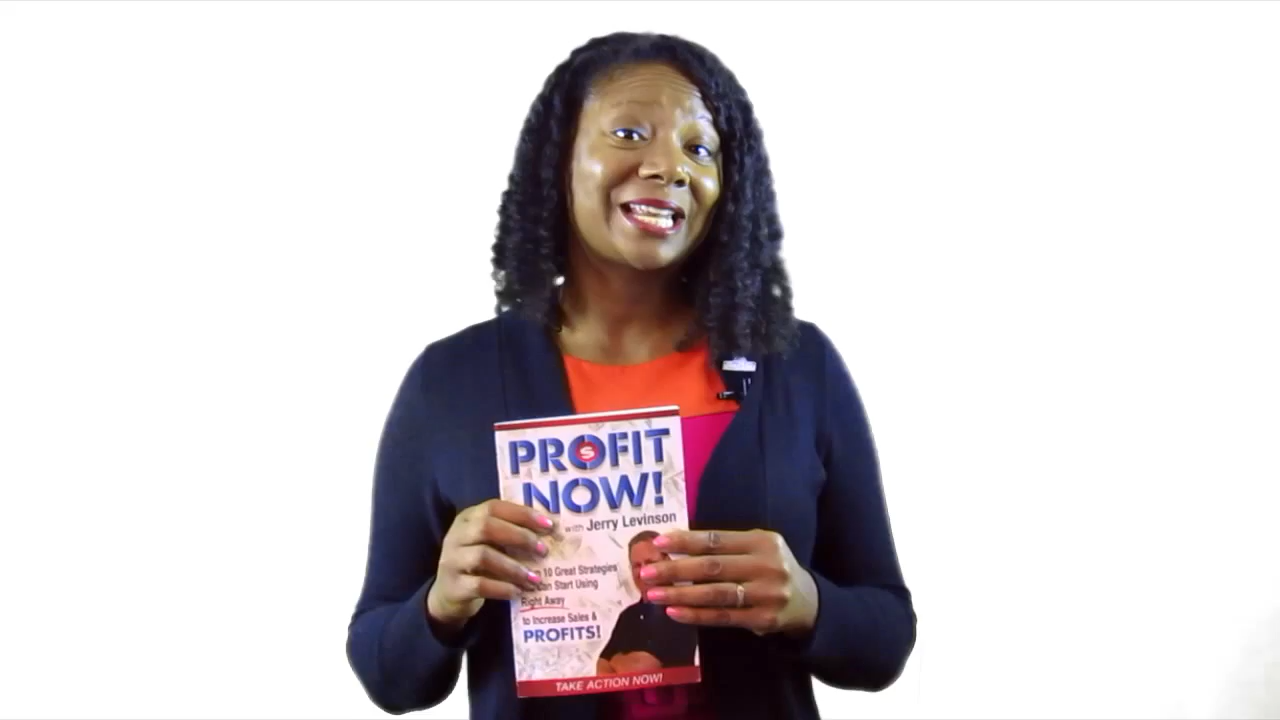 PROFIT
NOW!
with Jerry Levinson
10 Great Strategies
Can Start Using
Right Away
to Increase Sales &
PROFITS!
TAKE ACTION NOW!